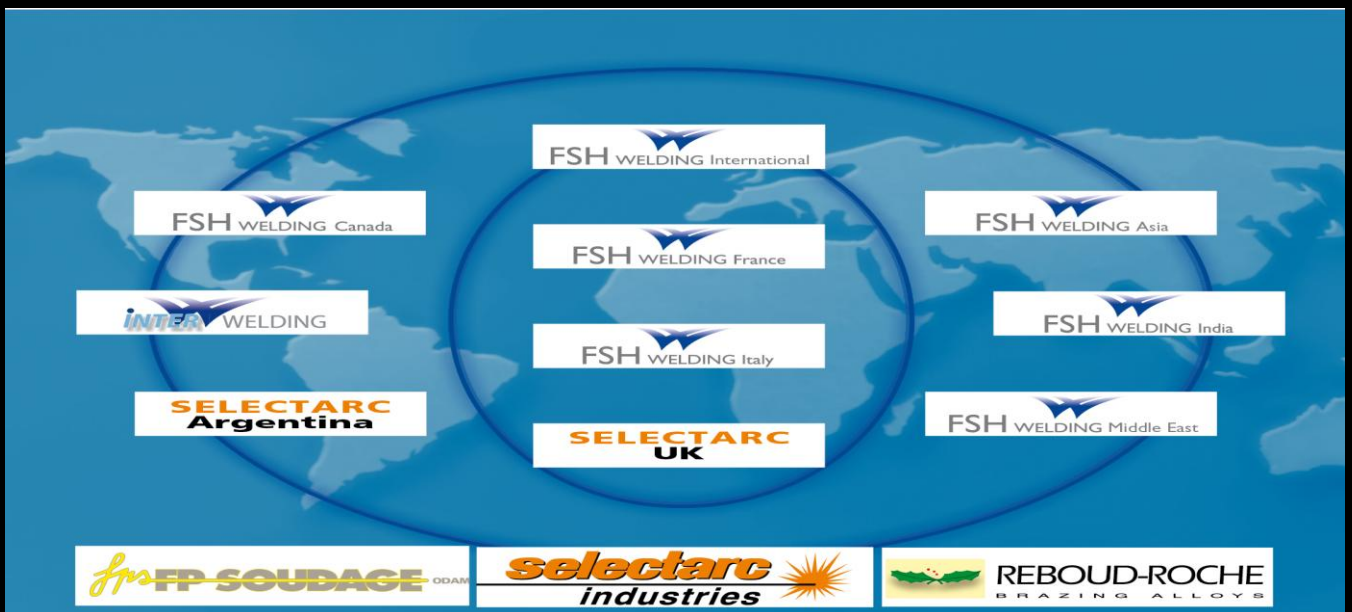 FSH WELDING International
FSH WELDING Canada
FSH WELDING Asia
FSH WELDING France
INTER WELDING
FSH WELDING India
FSH WELDING Italy
SELECTARC
Argentina
FSH WELDING Middle East
SELECTARC
UK
fps FP SOUDAGE ODAM
selectarc
industries
REBOUD-ROCHE
BRAZING ALLOYS